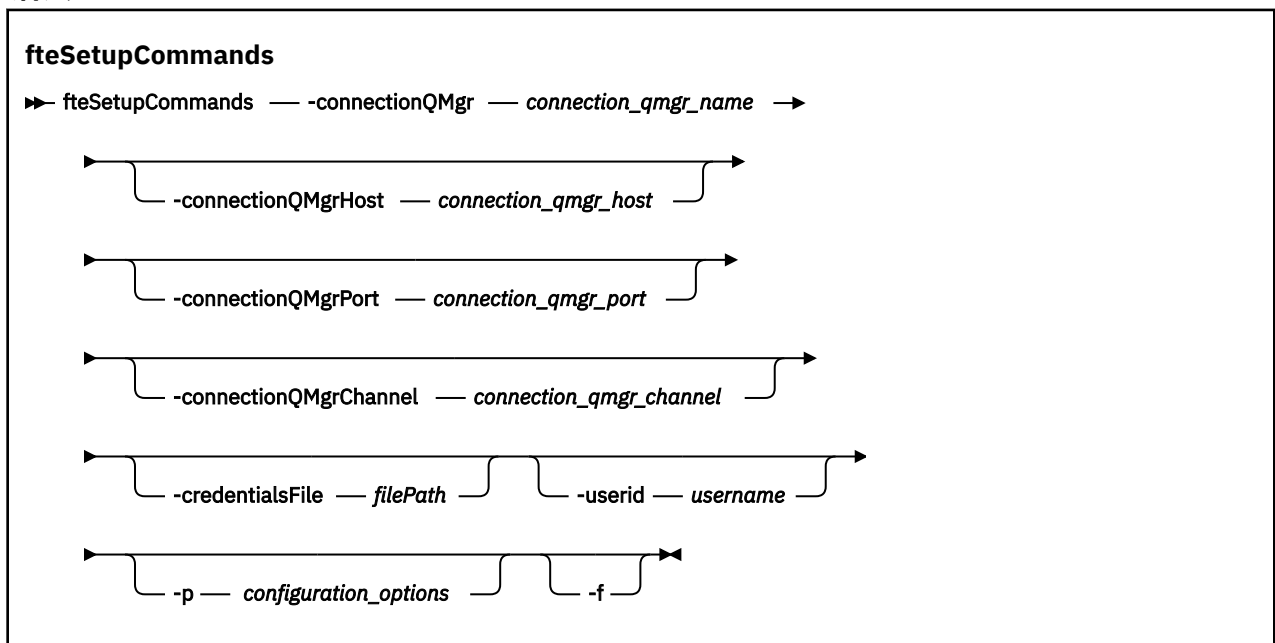 fteSetupCommands
fteSetupCommands -connectionQMgr connection_qmgr_name
-connectionQMgrHost connection_qmgr_host
-connectionQMgrPort connection_qmgr_port
-connectionQMgrChannel connection_qmgr_channel
-credentialsFile filePath -userid username
-p configuration_options -f